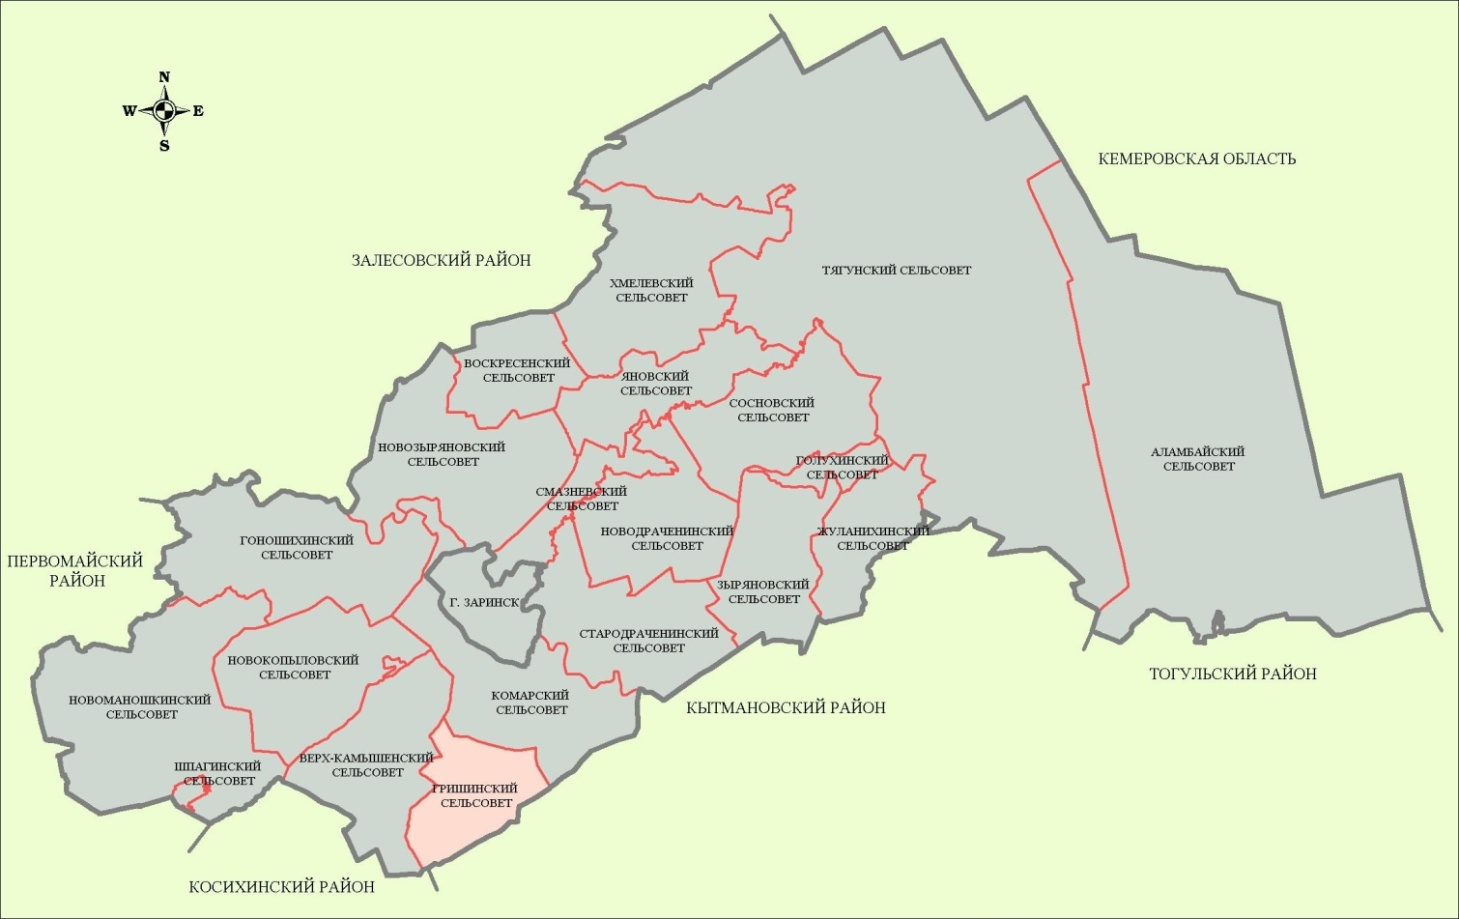 N
W E
S
КЕМЕРОВСКАЯ ОБЛАСТЬ
ЗАЛЕСОВСКИЙ РАЙОН
ТЯГУНСКИЙ СЕЛЬСОВЕТ
ХМЕЛЕВСКИЙ
СЕЛЬСОВЕТ
ВОСКРЕСЕНСКИЙ
СЕЛЬСОВЕТ
ЯНОВСКИЙ
СЕЛЬСОВЕТ
СОСНОВСКИЙ
СЕЛЬСОВЕТ
НОВОЗЫРЯНОВСКИЙ
СЕЛЬСОВЕТ
АЛАМБАЙСКИЙ
СЕЛЬСОВЕТ
ГОЛУХИНСКИЙ
СЕЛЬСОВЕТ
СМАЗНЕВСКИЙ
СЕЛЬСОВЕТ
ГОНОШИХИНСКИЙ
СЕЛЬСОВЕТ
НОВОДРАЧЕНИНСКИЙ
СЕЛЬСОВЕТ
ЖУЛАНИХИНСКИЙ
СЕЛЬСОВЕТ
ПЕРВОМАЙСКИЙ
РАЙОН
ЗЫРЯНОВСКИЙ
СЕЛЬСОВЕТ
Г. ЗАРИНСК
СТАРОДРАЧЕНИНСКИЙ
СЕЛЬСОВЕТ
НОВОКОПЫЛОВСКИЙ
СЕЛЬСОВЕТ
ТОГУЛЬСКИЙ РАЙОН
НОВОМАНОШКИНСКИЙ
СЕЛЬСОВЕТ
КОМАРСКИЙ
СЕЛЬСОВЕТ
КЫТМАНОВСКИЙ РАЙОН
ШПАГИНСКИЙ
СЕЛЬСОВЕТ
ВЕРХ-КАМЫШЕНСКИЙ
СЕЛЬСОВЕТ
ГРИШИНСКИЙ
СЕЛЬСОВЕТ
КОСИХИНСКИЙ РАЙОН